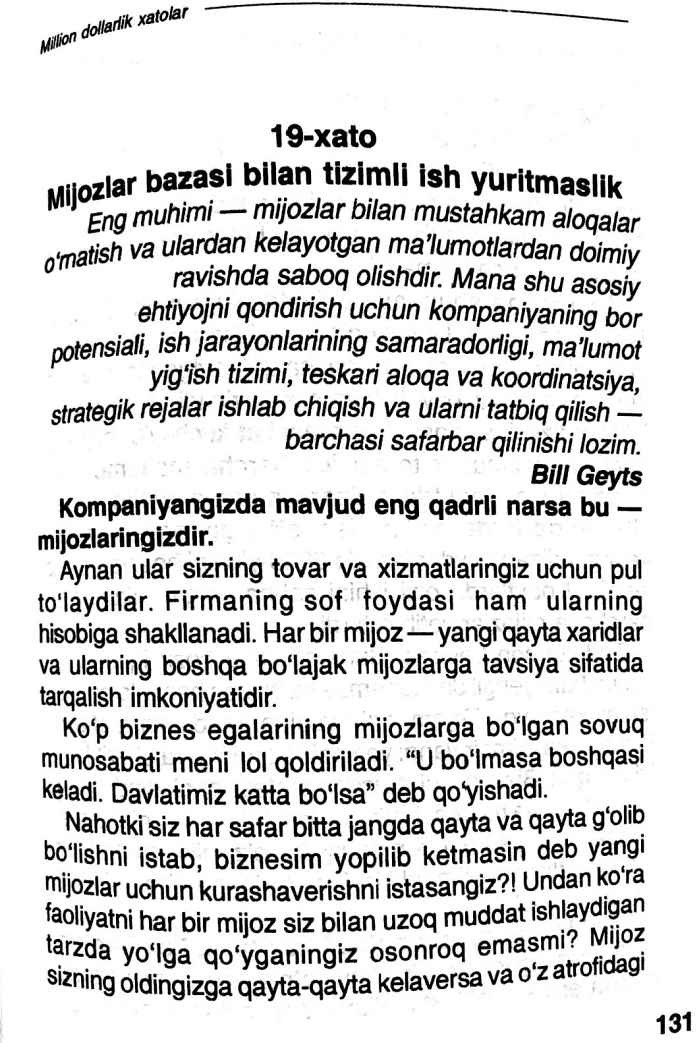 Million dollarlik xatolar
19-xato
Mijozlar bazasi bilan tizimli ish yuritmaslik
Eng muhimi — mijozlar bilan mustahkam aloqalar
o‘rnatish va ulardan kelayotgan ma’lumotlardan doimiy
ravishda saboq olishdir. Mana shu asosiy
ehtiyojni qondirish uchun kompaniyaning bor
potensiali, ish jarayonlarining samaradorligi, ma’lumot
yig‘ish tizimi, teskari aloqa va koordinatsiya,
strategik rejalar ishlab chiqish va ularni tatbiq qilish —
barchasi safarbar qilinishi lozim.
Bill Geyts
Kompaniyangizda mavjud eng qadrli narsa bu —
mijozlaringizdir.
Aynan ular sizning tovar va xizmatlaringiz uchun pul
to‘laydilar. Firmaning sof foydasi ham ularning
hisobiga shakllanadi. Har bir mijoz — yangi qayta xaridlar
va ularning boshqa bo‘lajak mijozlarga tavsiya sifatida
tarqalish imkoniyatidir.
Ko‘p biznes egalarining mijozlarga bo‘lgan sovuq
munosabati meni lol qoldiriladi. “U bo‘lmasa boshqasi
keladi. Davlatimiz katta bo‘lsa” deb qo‘yishadi.
Nahotki siz har safar bitta jangda qayta va qayta g‘olib
bo‘lishni istab, biznesim yopilib ketmasin deb yangi
mijozlar uchun kurashaverishni istasangiz?! Undan ko‘ra
faoliyatni har bir mijoz siz bilan uzoq muddat ishlaydigan
tarzda yo‘lga qo‘yganingiz osonroq emasmi? Mijoz
sizning oldingizga qayta-qayta kelaversa va o‘z atrofidagi
131